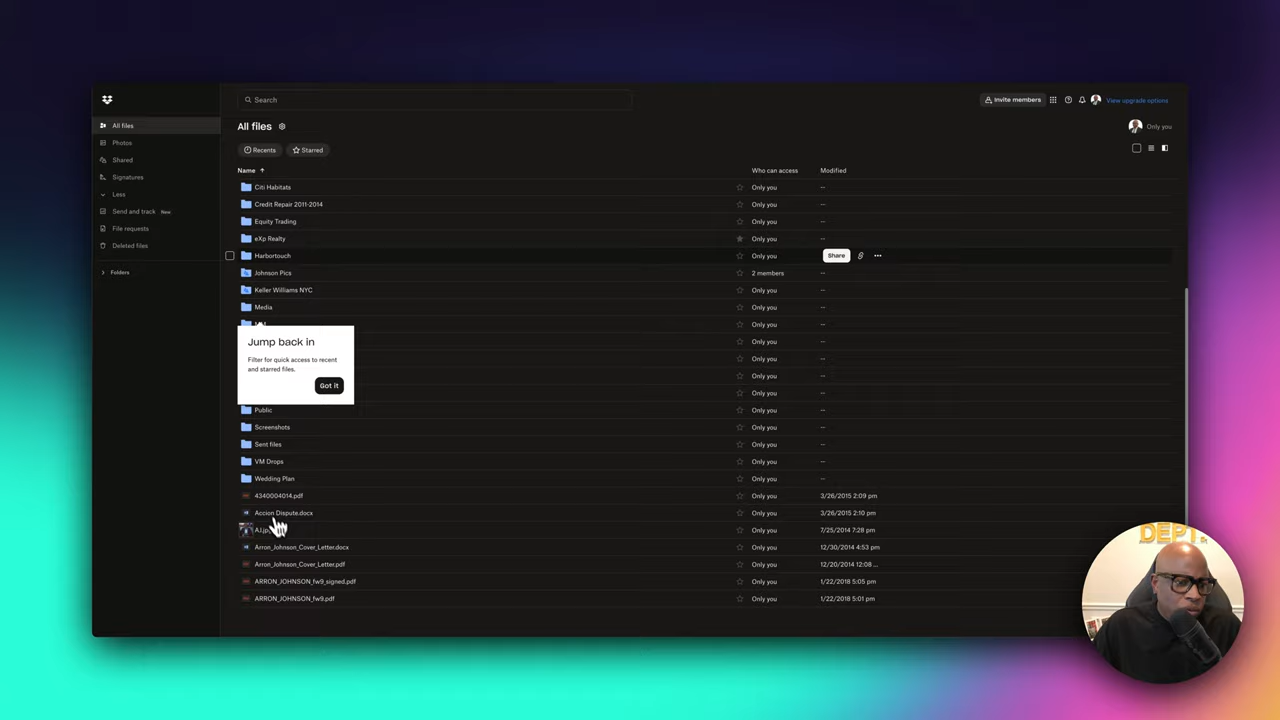 Search
Invite members
View upgrade options
All files
All files
Only you
Photos
Shared
Signatures
Less
Send and track New
File requests
Deleted files
Folders
Recents
Starred
Name
Who can access
Modified
Citi Habitats Only you --
Credit Repair 2011-2014 Only you --
Equity Trading Only you --
eXp Realty Only you --
Harbortouch Only you Share
Johnson Pics 2 members --
Keller Williams NYC Only you --
Media Only you --
Only you --
Only you --
Only you --
Only you --
Only you --
Jump back in
Filter for quick access to recent
and starred files.
Got it
Public Only you --
Screenshots Only you --
Sent files Only you --
VM Drops Only you --
Wedding Plan Only you --
4340004014.pdf Only you 3/26/2015 2:09 pm
Accion Dispute.docx Only you 3/26/2015 2:10 pm
Only you 7/25/2014 7:28 pm
Arron_Johnson_Cover_Letter.docx Only you 12/30/2014 4:53 pm
Arron_Johnson_Cover_Letter.pdf Only you 12/20/2014 12:08 ...
ARRON_JOHNSON_fw9_signed.pdf Only you 1/22/2018 5:05 pm
ARRON_JOHNSON_fw9.pdf Only you 1/22/2018 5:01 pm
DEPT